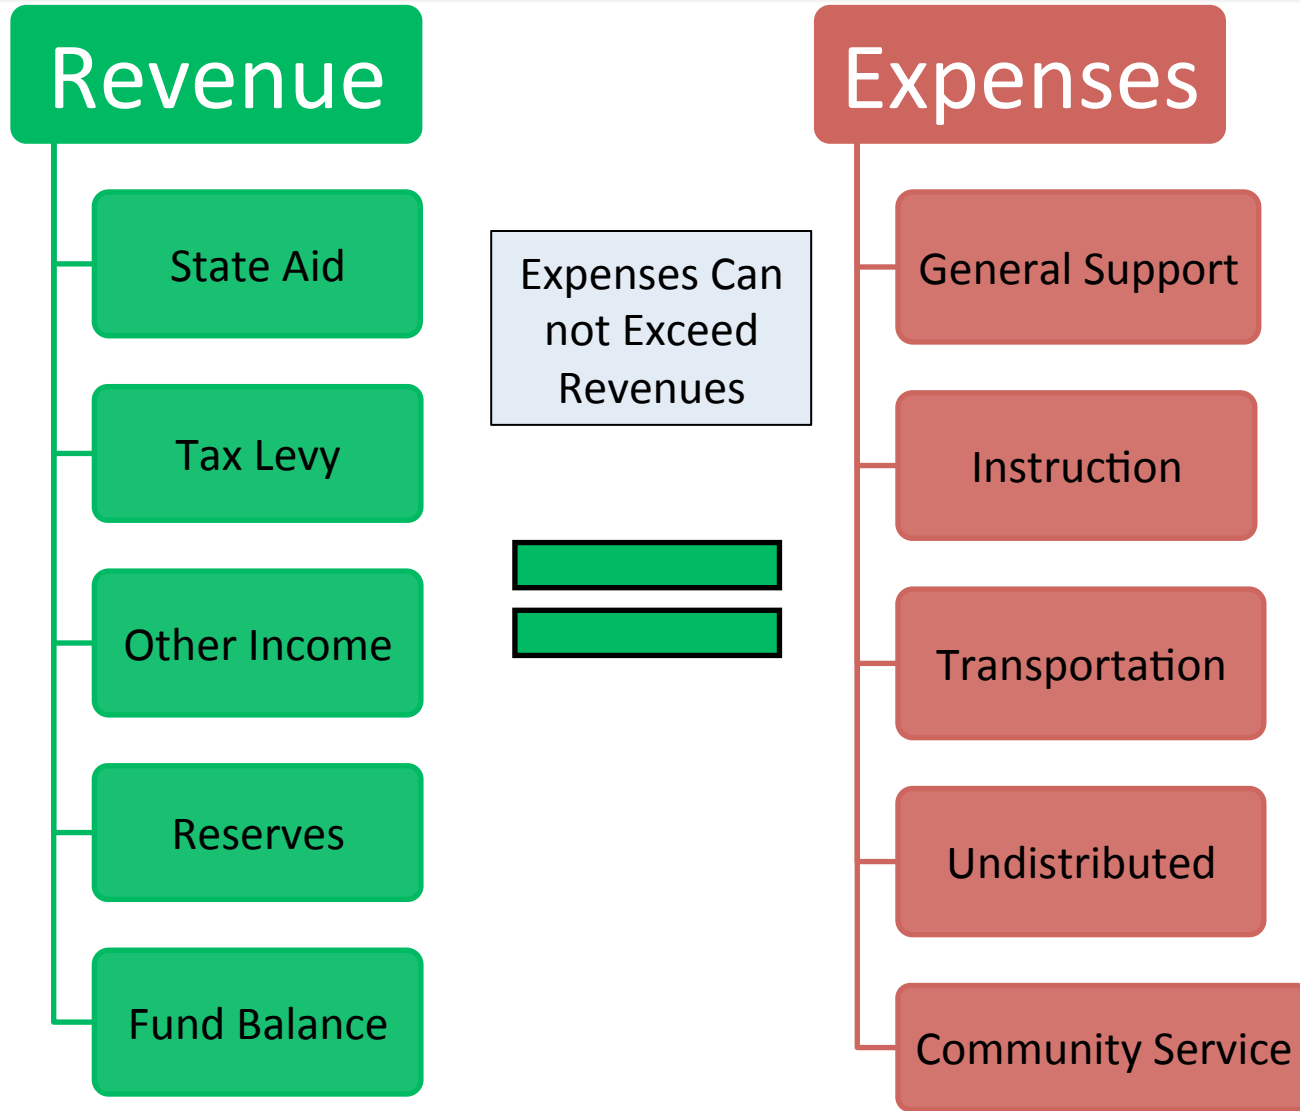 Revenue
State Aid
Tax Levy
Other Income
Reserves
Fund Balance
Expenses Can
not Exceed
Revenues
Expenses
General Support
Instruction
Transportation
Undistributed
Community Service